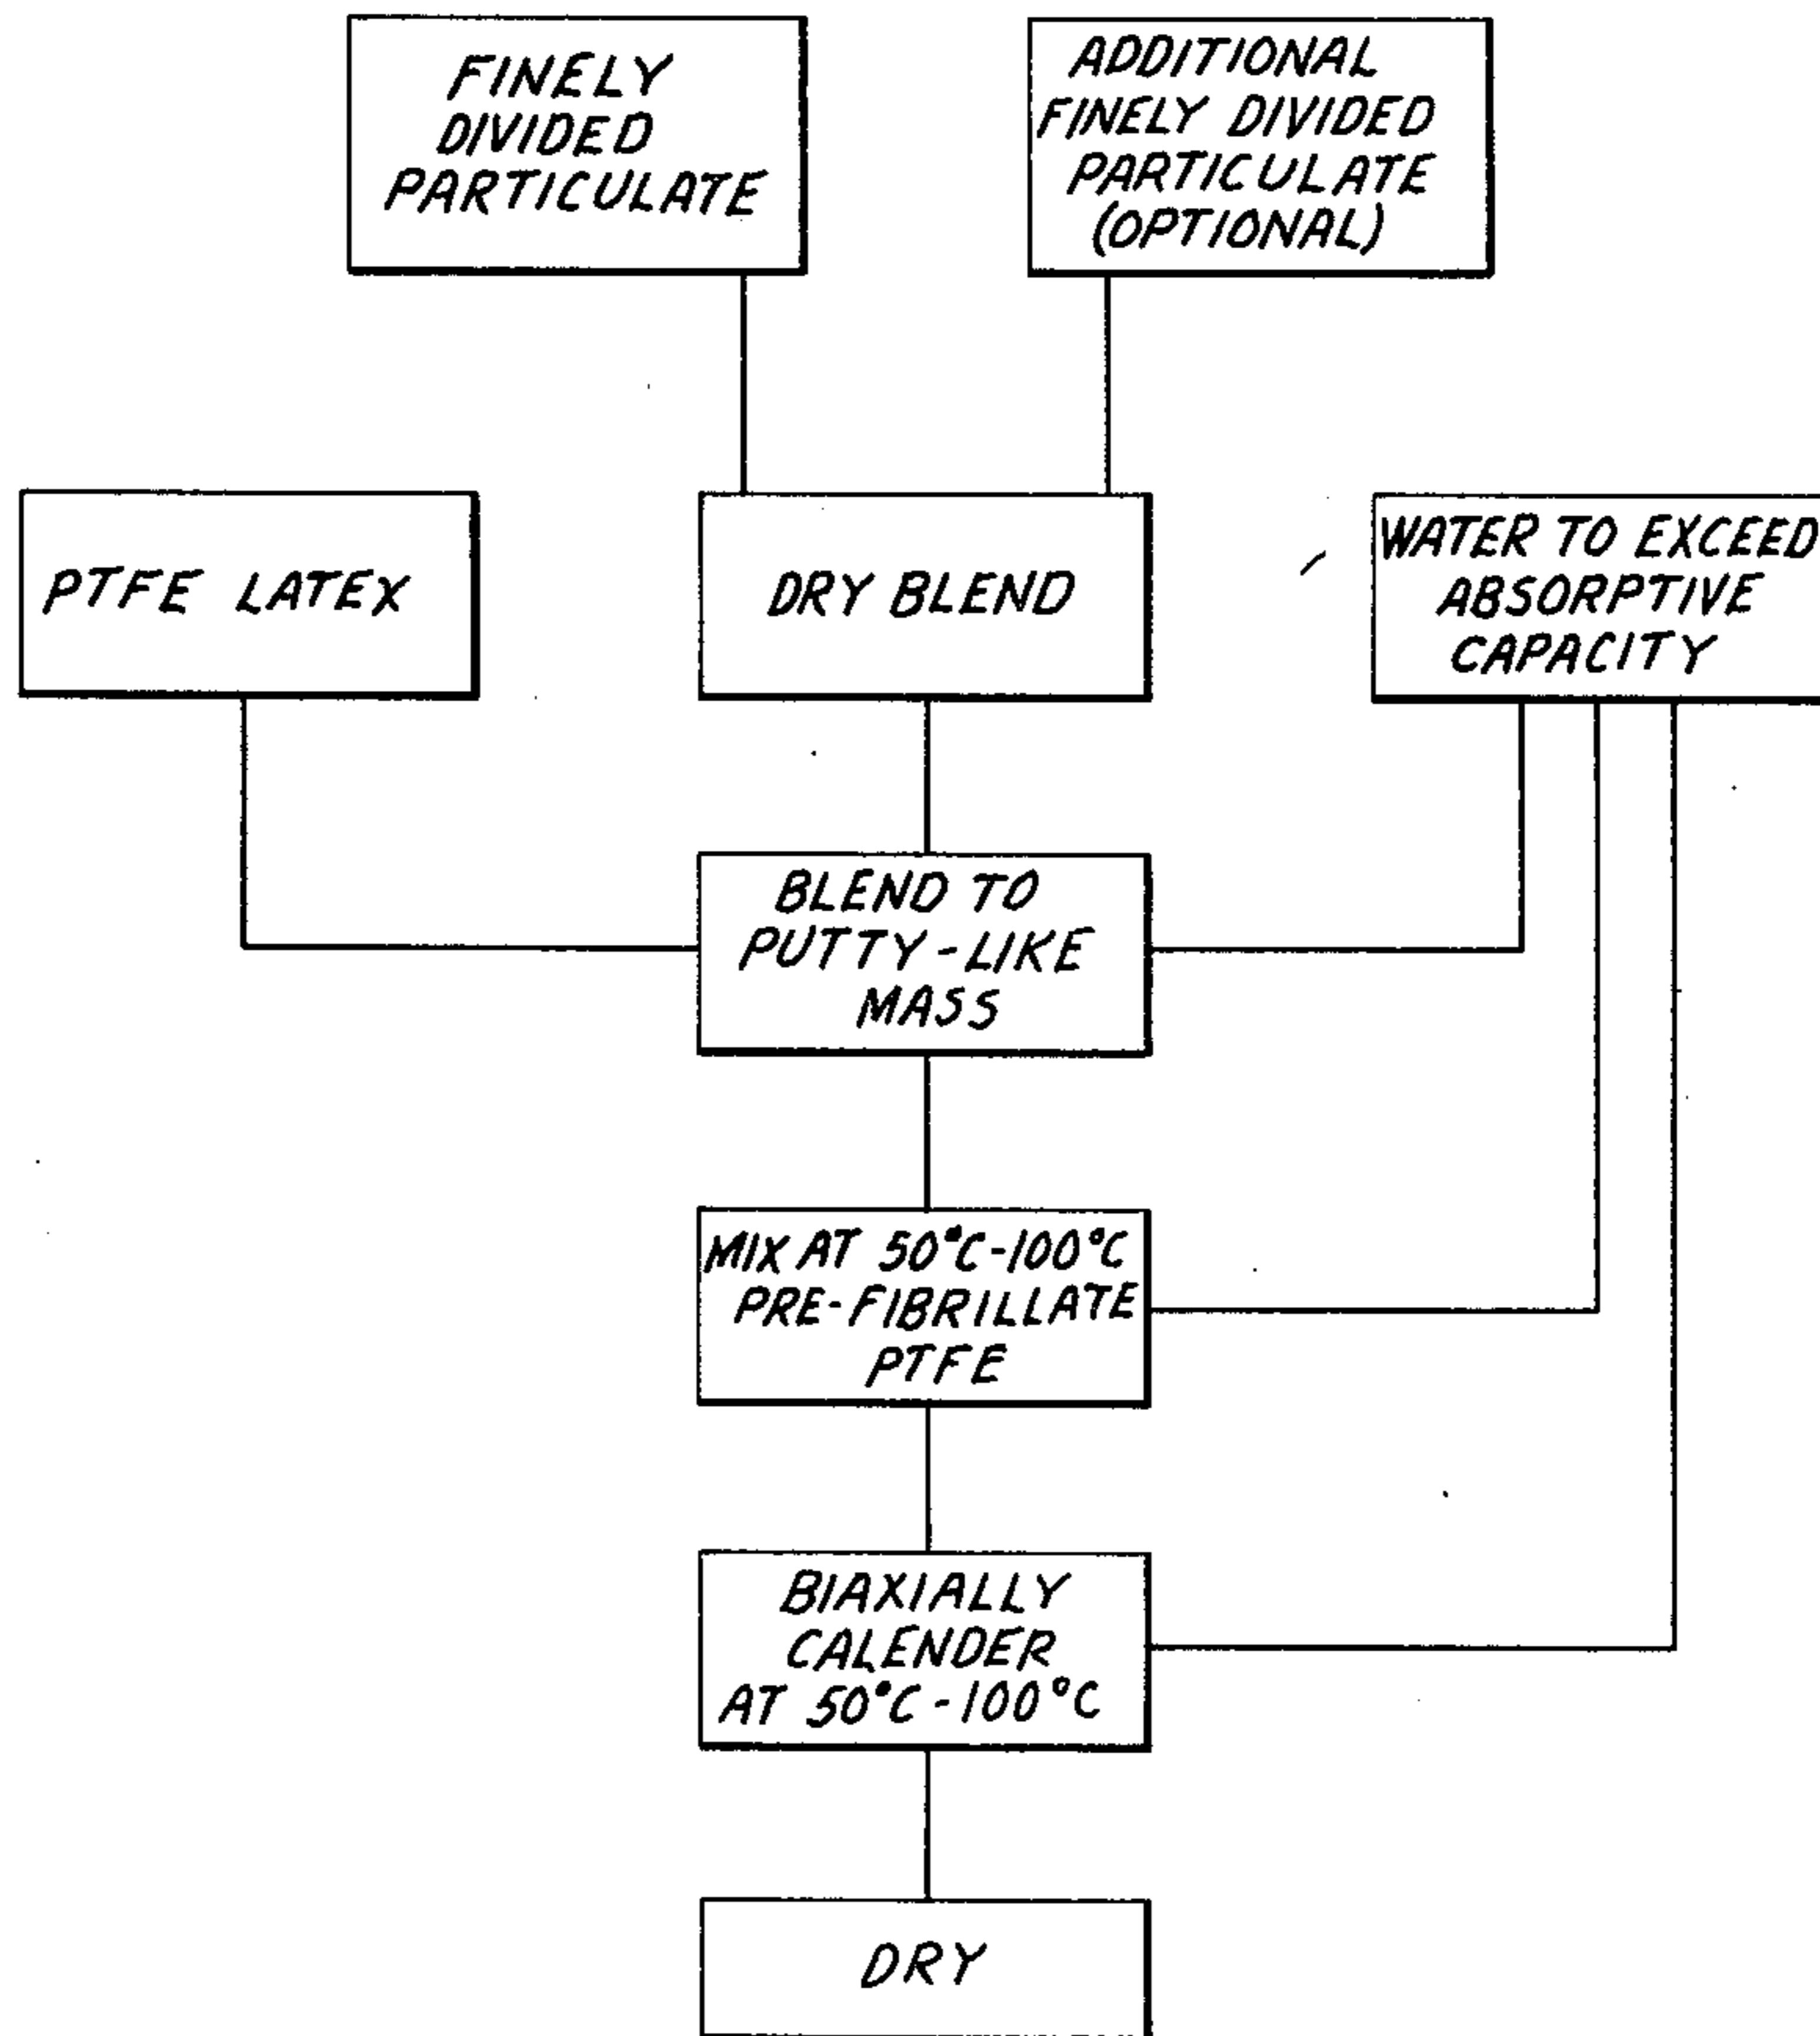 FINELY
DIVIDED
PARTICULATE
ADDITIONAL
FINELY DIVIDED
PARTICULATE
(OPTIONAL)
PTFE LATEX
DRY BLEND
WATER TO EXCEED
ABSORPTIVE
CAPACITY
BLEND TO
PUTTY-LIKE
MASS
MIX AT 50°C-100°C
PRE-FIBRILLATE
PTFE
BIAXIALLY
CALENDER
AT 50°C-100°C
DRY